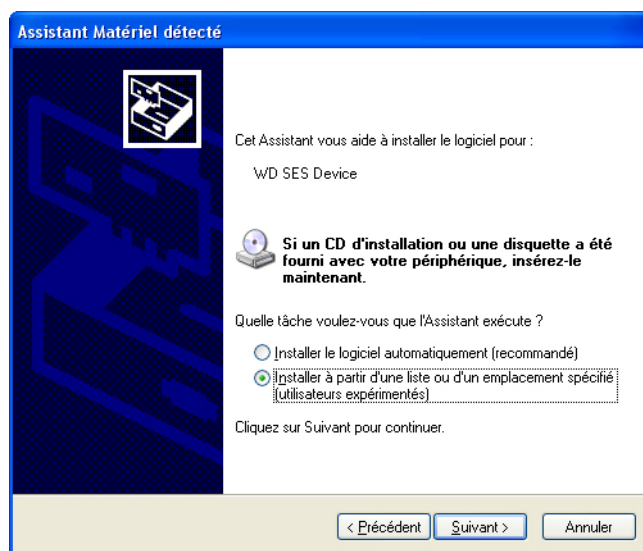 Assistant Matériel détecté
Cet Assistant vous aide à installer le logiciel pour :
WD SES Device
Si un CD d'installation ou une disquette a été
fourni avec votre périphérique, insérez-le
maintenant.
Quelle tâche voulez-vous que l'Assistant exécute ?
Installer le logiciel automatiquement (recommandé)
Installer à partir d'une liste ou d'un emplacement spécifié
(utilisateurs expérimentés)
Cliquez sur Suivant pour continuer.
< Précédent Suivant > Annuler